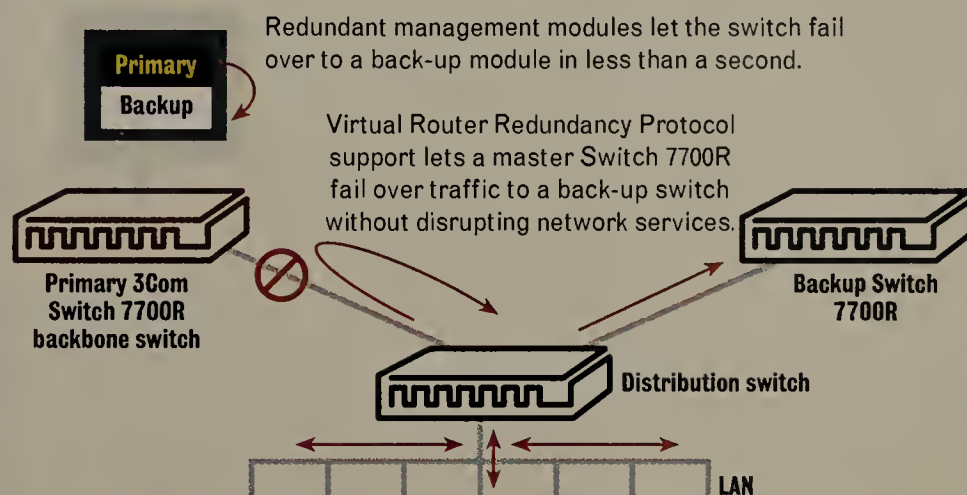 Redundant management modules let the switch fail
over to a back-up module in less than a second.
Primary
Backup
Virtual Router Redundancy Protocol
support lets a master Switch 7700R
fail over traffic to a back-up switch
without disrupting network services.
Primary 3Com
Switch 7700R
backbone switch
Backup Switch
7700R
Distribution switch
LAN